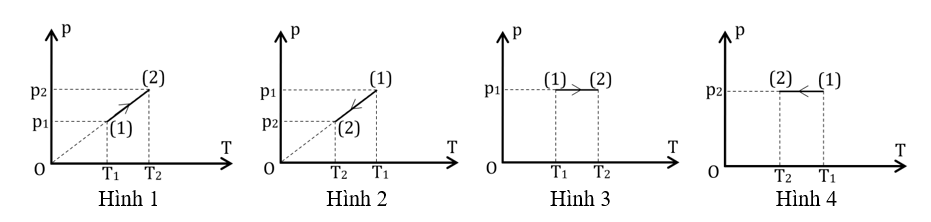 p
p₂
p₁
(2)
(1)
O
T₁
T₂
T
Hình 1
p
p₁
p₂
(1)
(2)
O
T₂
T₁
T
Hình 2
p
p₁
(1)
(2)
O
T₁
T₂
T
Hình 3
p
p₂
(2)
(1)
O
T₂
T₁
T
Hình 4